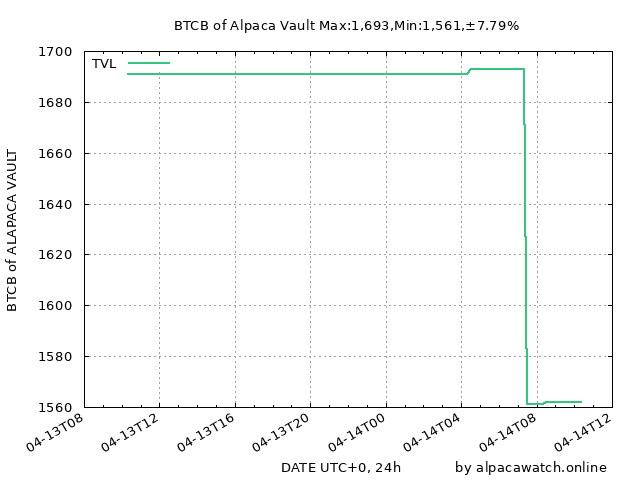 BTCB of Alpaca Vault Max:1,693,Min:1,561,±7.79%
TVL
1700
1680
1660
1640
1620
1600
1580
1560
BTCB of ALAPACA VAULT
04-13T08
04-13T12
04-13T16
04-13T20
04-14T00
04-14T04
04-14T08
04-14T12
DATE UTC+0, 24h
by alpacawatch.online